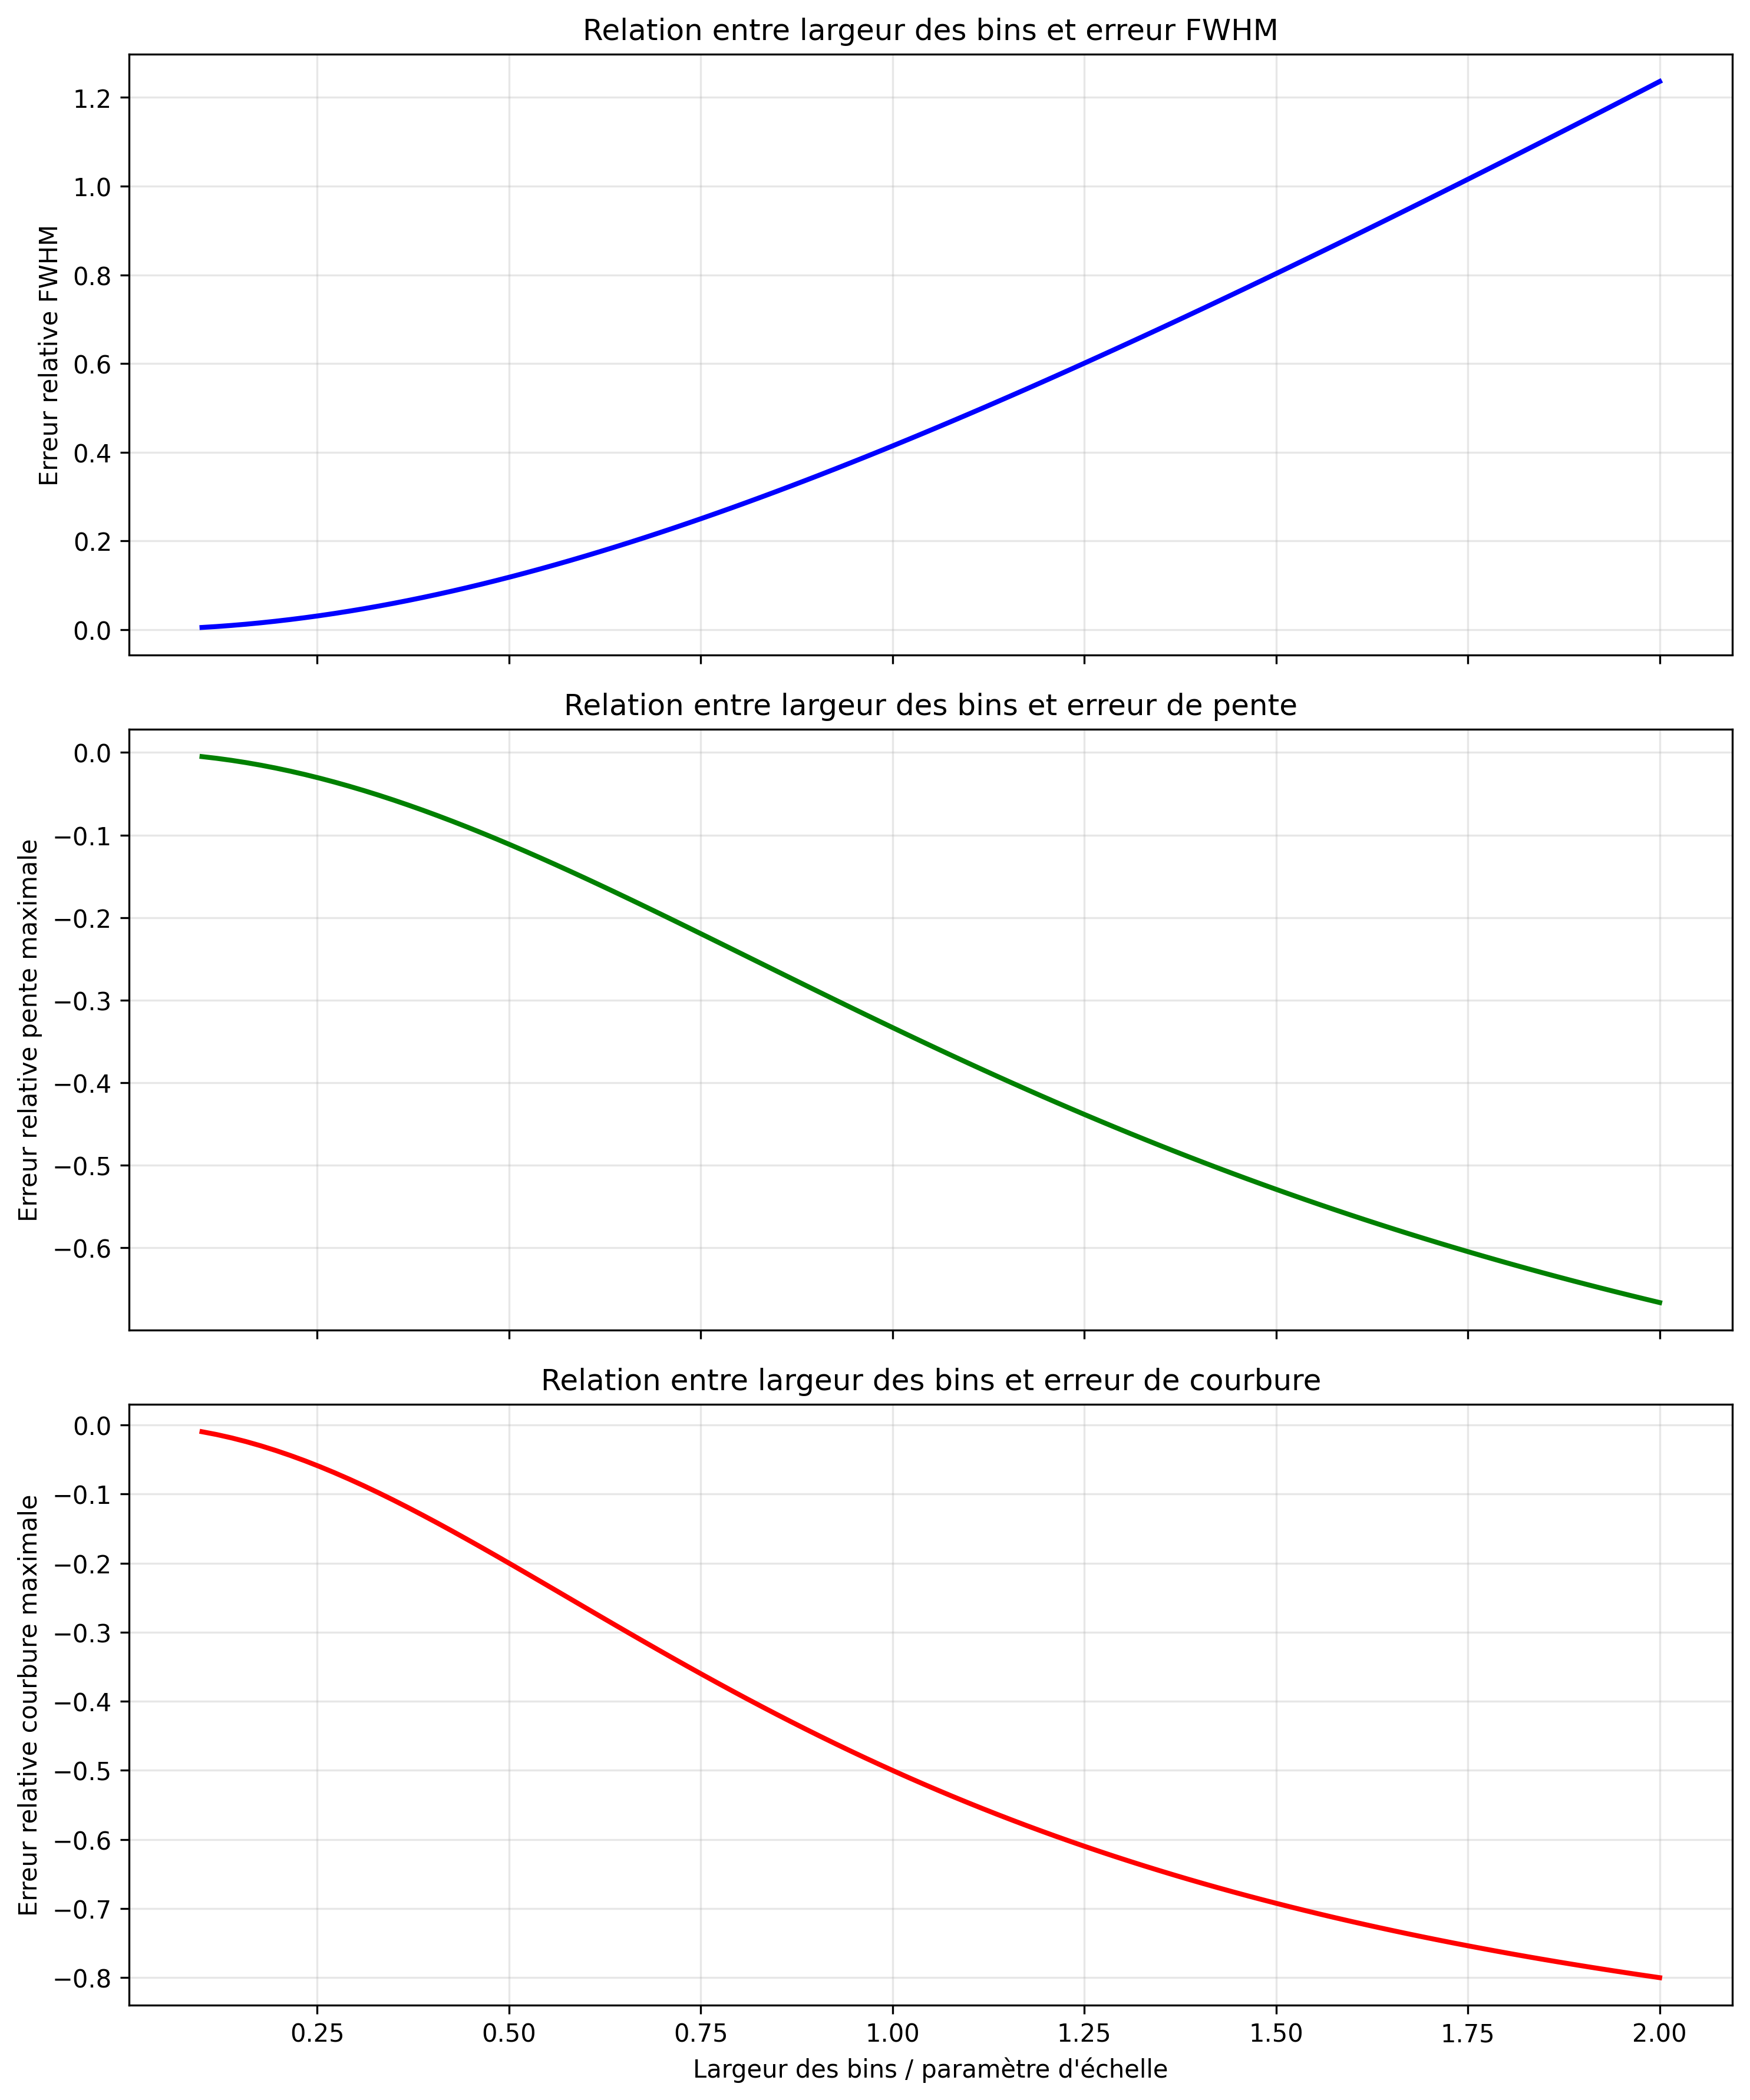 Relation entre largeur des bins et erreur FWHM
Erreur relative FWHM
1.2
1.0
0.8
0.6
0.4
0.2
0.0
Relation entre largeur des bins et erreur de pente
Erreur relative pente maximale
0.0
−0.1
−0.2
−0.3
−0.4
−0.5
−0.6
Relation entre largeur des bins et erreur de courbure
Erreur relative courbure maximale
0.0
−0.1
−0.2
−0.3
−0.4
−0.5
−0.6
−0.7
−0.8
0.25 0.50 0.75 1.00 1.25 1.50 1.75 2.00
Largeur des bins / paramètre d'échelle